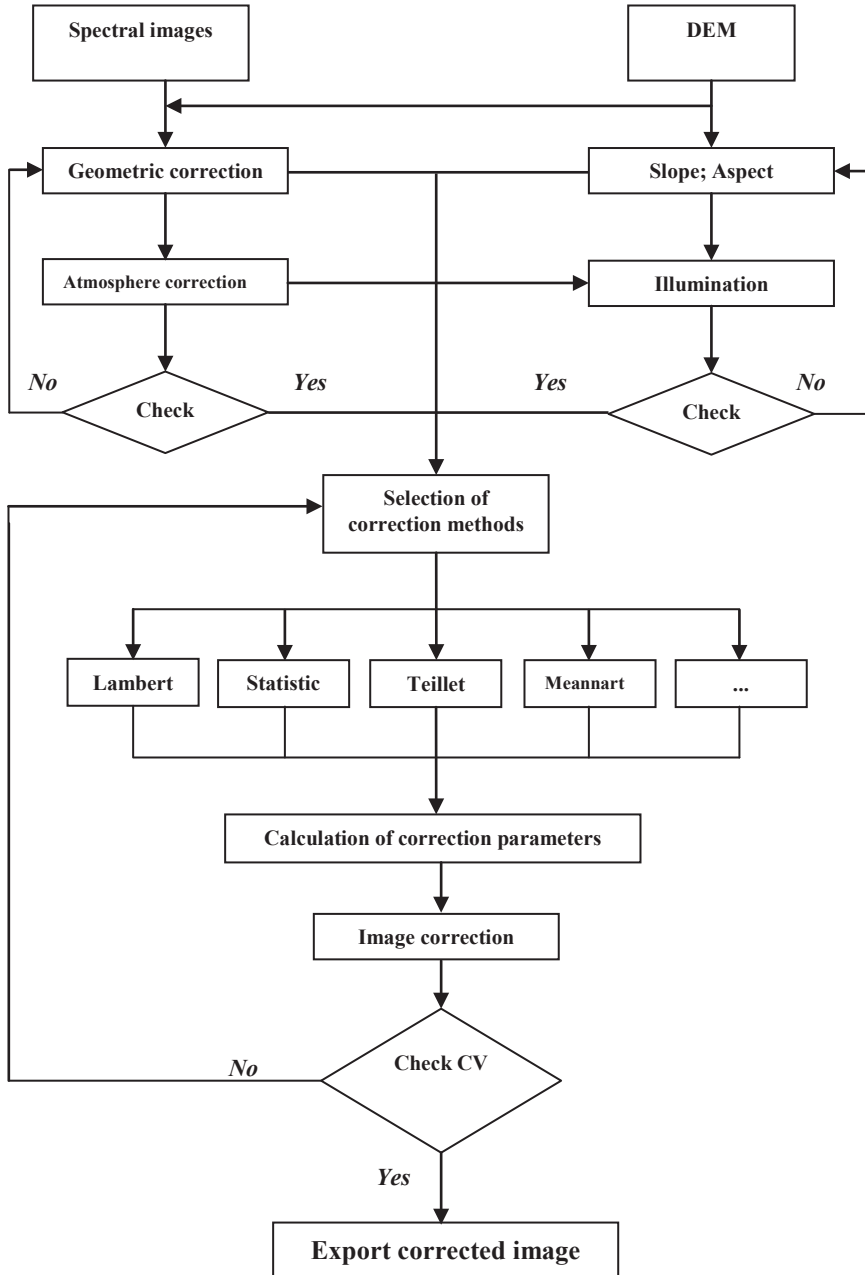 Spectral images
DEM
Geometric correction
Slope; Aspect
Atmosphere correction
Illumination
No
Yes
Yes
No
Check
Check
Selection of
correction methods
Lambert
Statistic
Teillet
Meannart
...
Calculation of correction parameters
Image correction
Check CV
No
Yes
Export corrected image